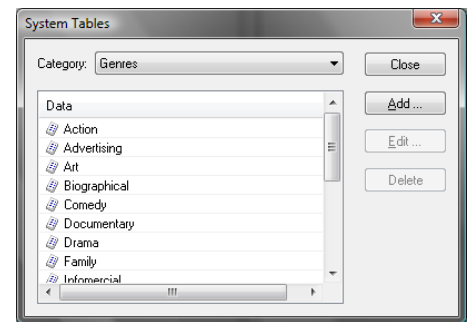 System Tables
Category: Genres
Close
Data
Add ...
Action
Edit ...
Advertising
Art
Delete
Biographical
Comedy
Documentary
Drama
Family
Infomercial